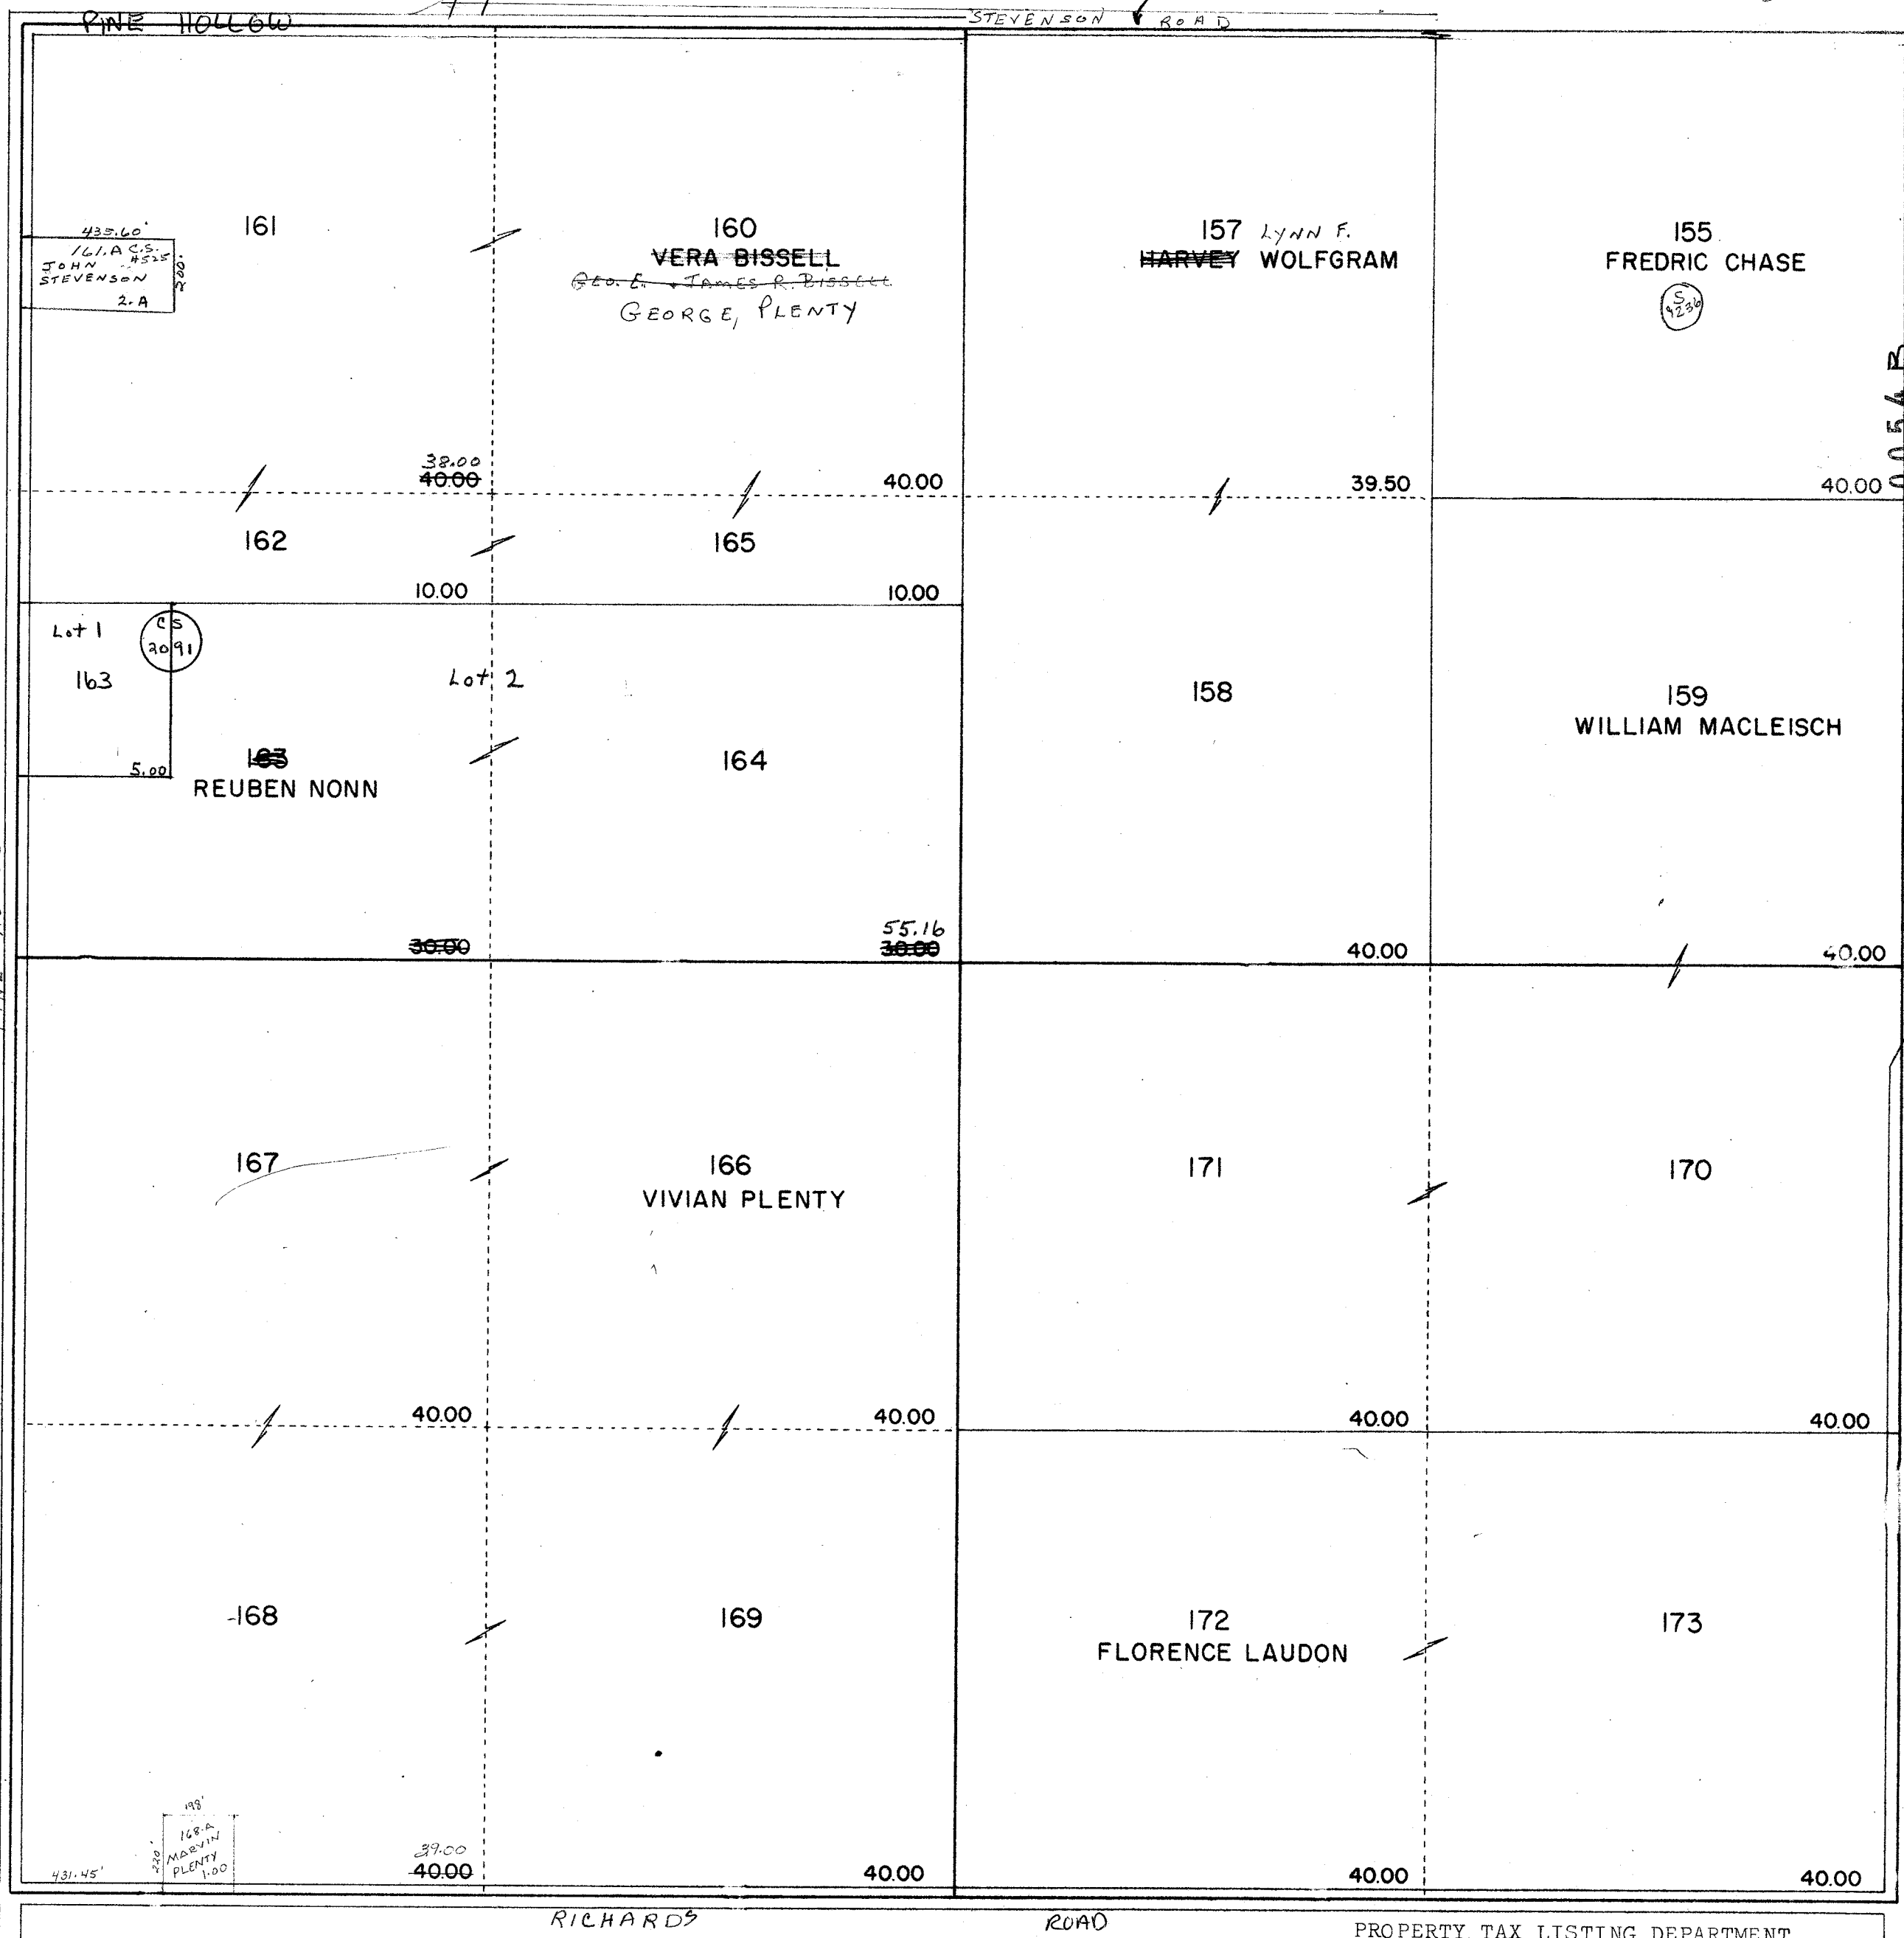 PINE HOLLOW
STEVENSON ROAD
161
435.60'
161.A C.S.
#525
JOHN
STEVENSON
2.A
200.'
160
VERA BISSELL
GEO. E. & JAMES R. BISSELL
GEORGE, PLENTY
157 LYNN F.
HARVEY WOLFGRAM
155
FREDRIC CHASE
S
9236
38.00
40.00
40.00
39.50
40.00
162
165
10.00
10.00
Lot 1
CS
2091
163
Lot 2
5.00
163
REUBEN NONN
164
158
159
WILLIAM MACLEISCH
30.00
55.16
30.00
40.00
40.00
167
166
VIVIAN PLENTY
171
170
40.00
40.00
40.00
40.00
168
169
172
FLORENCE LAUDON
173
198'
168.A
MARVIN
PLENTY
1.00
220'
431.45'
39.00
40.00
40.00
40.00
40.00
RICHARDS ROAD
PROPERTY TAX LISTING DEPARTMENT